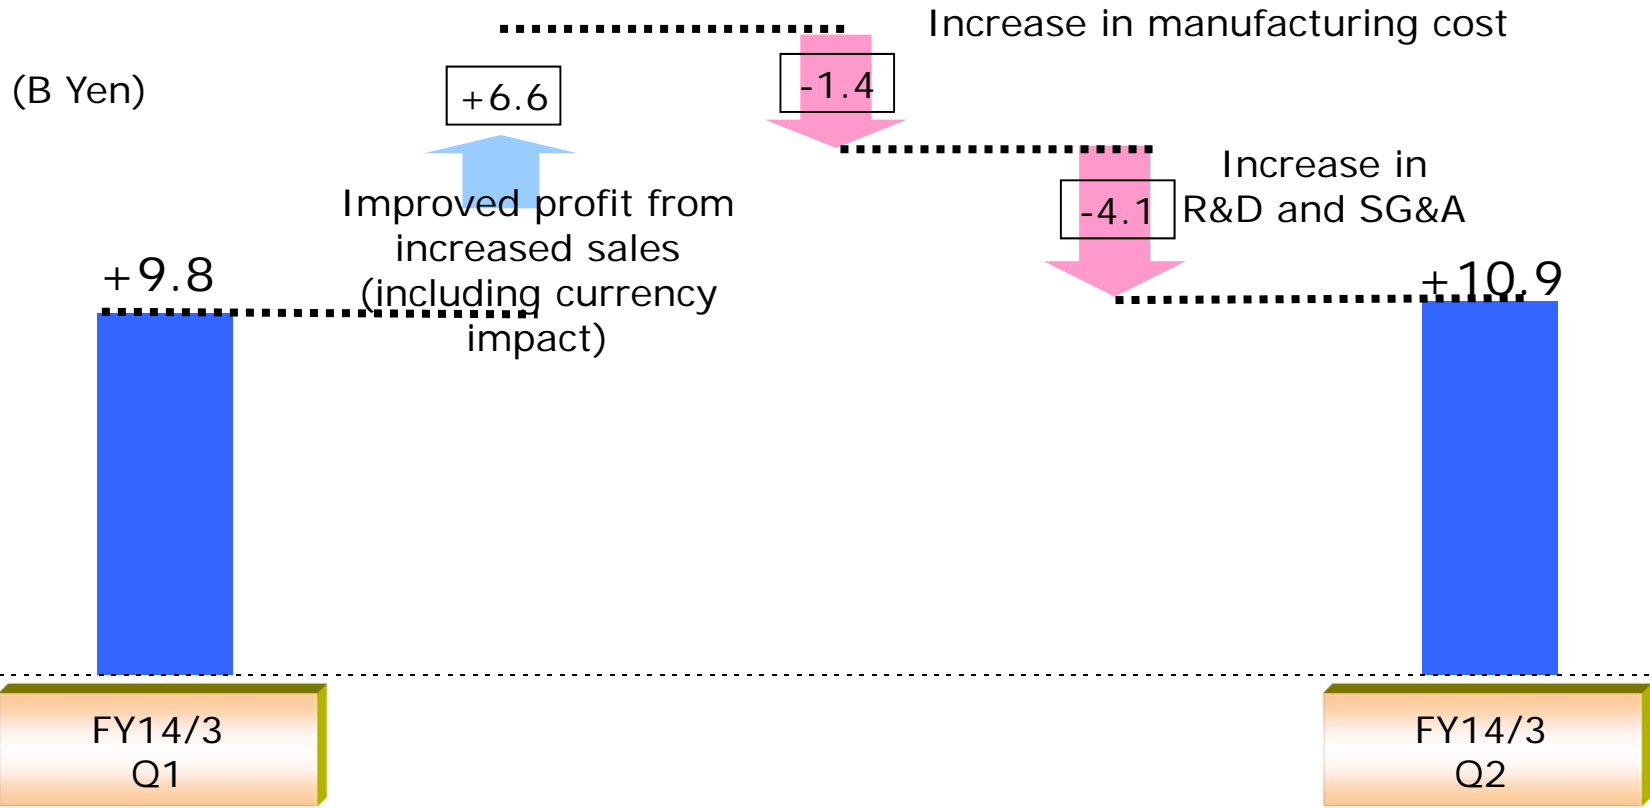 Increase in manufacturing cost
(B Yen)
+6.6
-1.4
Improved profit from
increased sales
(including currency
impact)
Increase in
R&D and SG&A
-4.1
+9.8
+10.9
FY14/3
Q1
FY14/3
Q2